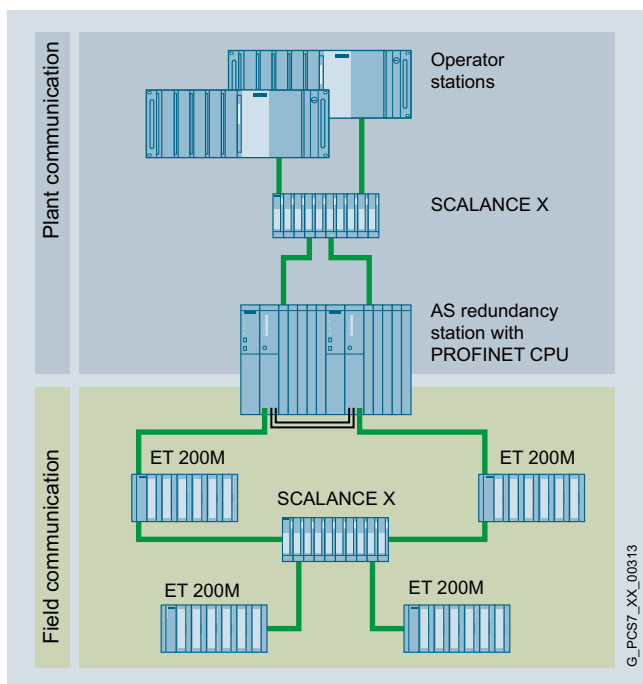 Plant communication
Operator
stations
SCALANCE X
AS redundancy
station with
PROFINET CPU
Field communication
ET 200M
ET 200M
SCALANCE X
ET 200M
ET 200M
G_PCS7_XX_00313